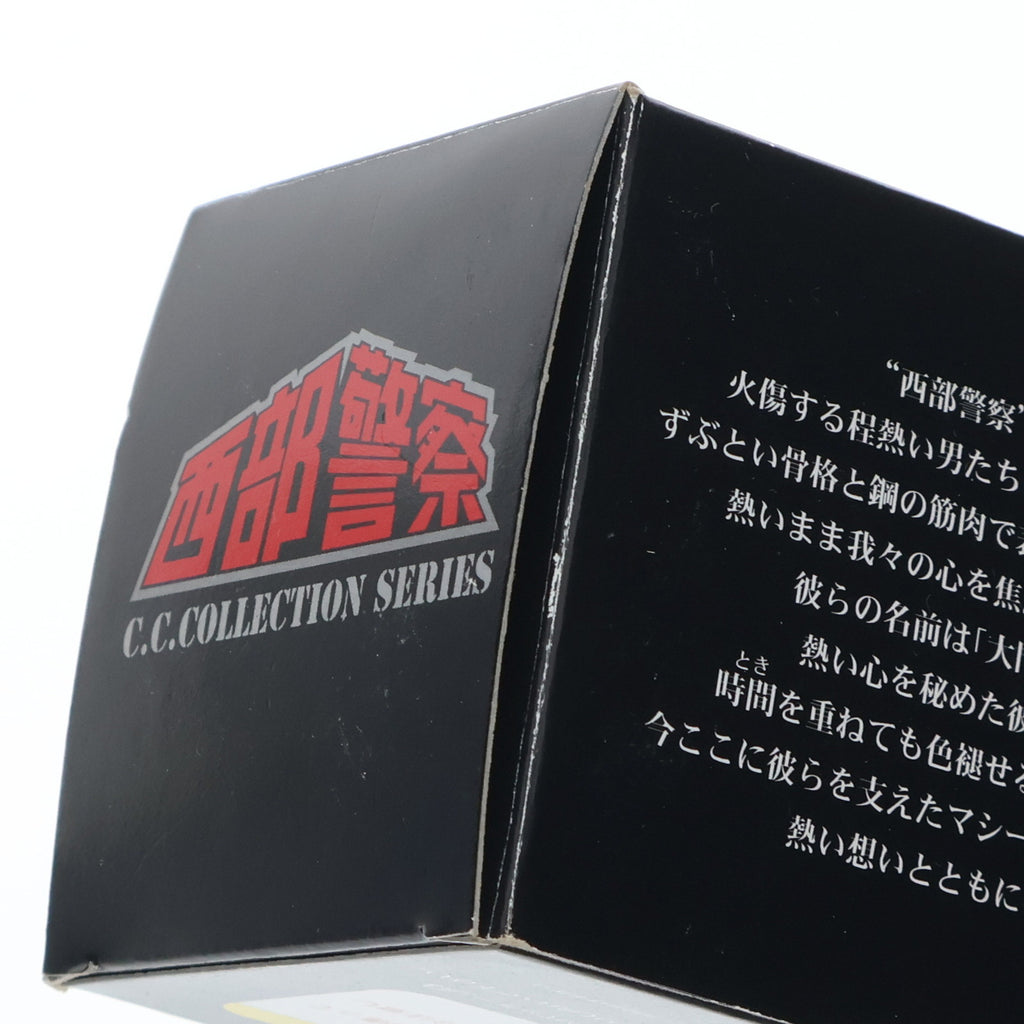 西部警察
C.C.COLLECTION SERIES
“西部警察”
火傷する程熱い男たち
ずぶとい骨格と鋼の筋肉で
熱いまま我々の心を焦
彼らの名前は「大
熱い心を秘めた彼
とき
時間を重ねても色褪せる
今ここに彼らを支えたマシー
熱い想いとともに